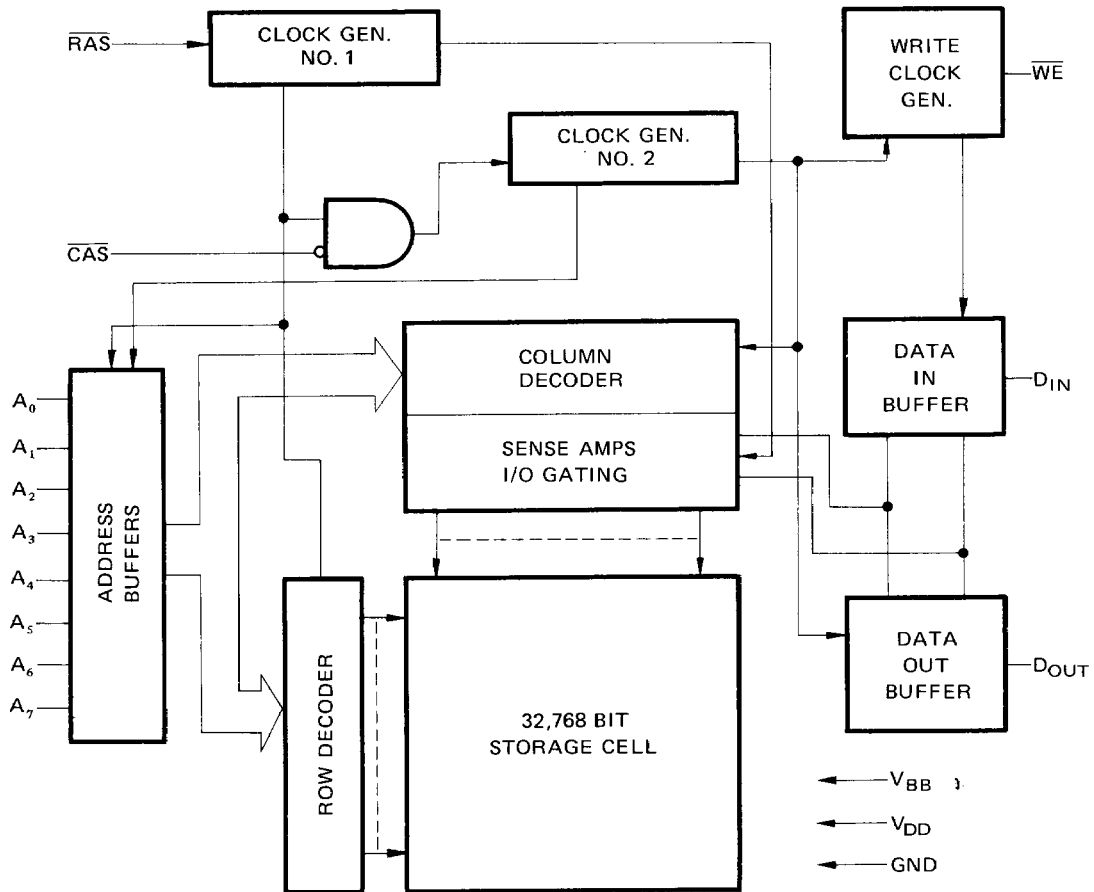 RAS
CLOCK GEN.
NO. 1
WRITE
CLOCK
GEN.
WE
CLOCK GEN.
NO. 2
CAS
COLUMN
DECODER
DATA
IN
BUFFER
DIN
SENSE AMPS
I/O GATING
A0
A1
A2
A3
A4
A5
A6
A7
ADDRESS
BUFFERS
ROW DECODER
32,768 BIT
STORAGE CELL
DATA
OUT
BUFFER
DOUT
VBB
VDD
GND